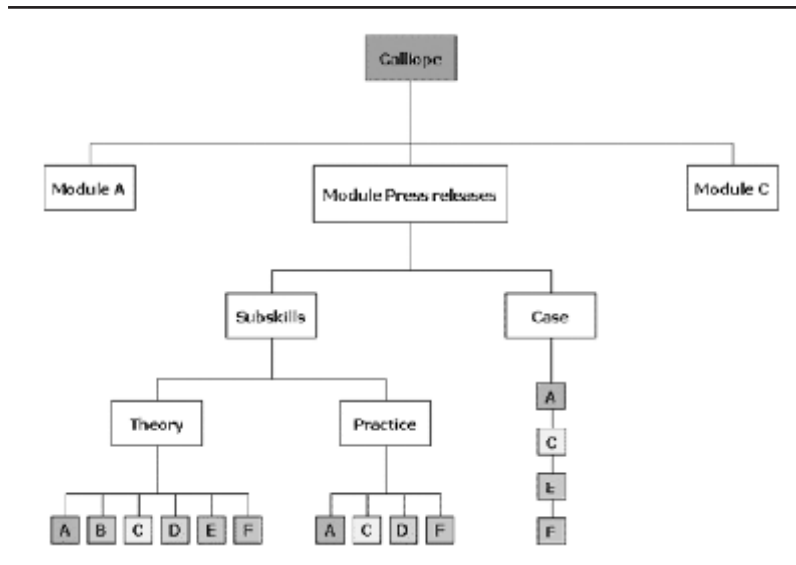 Calliope
Module A
Module Press releases
Module C
Subskills
Case
Theory
Practice
A
C
E
F
A B C D E F
A C D F